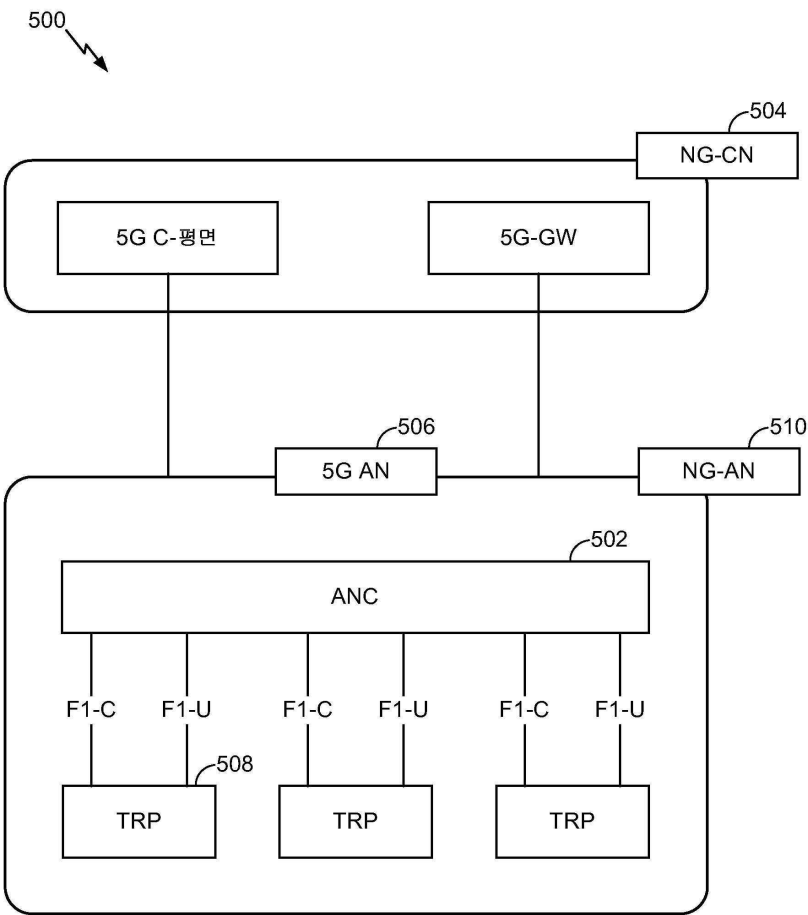 500
504
NG-CN
5G C-평면
5G-GW
506
510
5G AN
NG-AN
502
ANC
F1-C F1-U F1-C F1-U F1-C F1-U
508
TRP TRP TRP